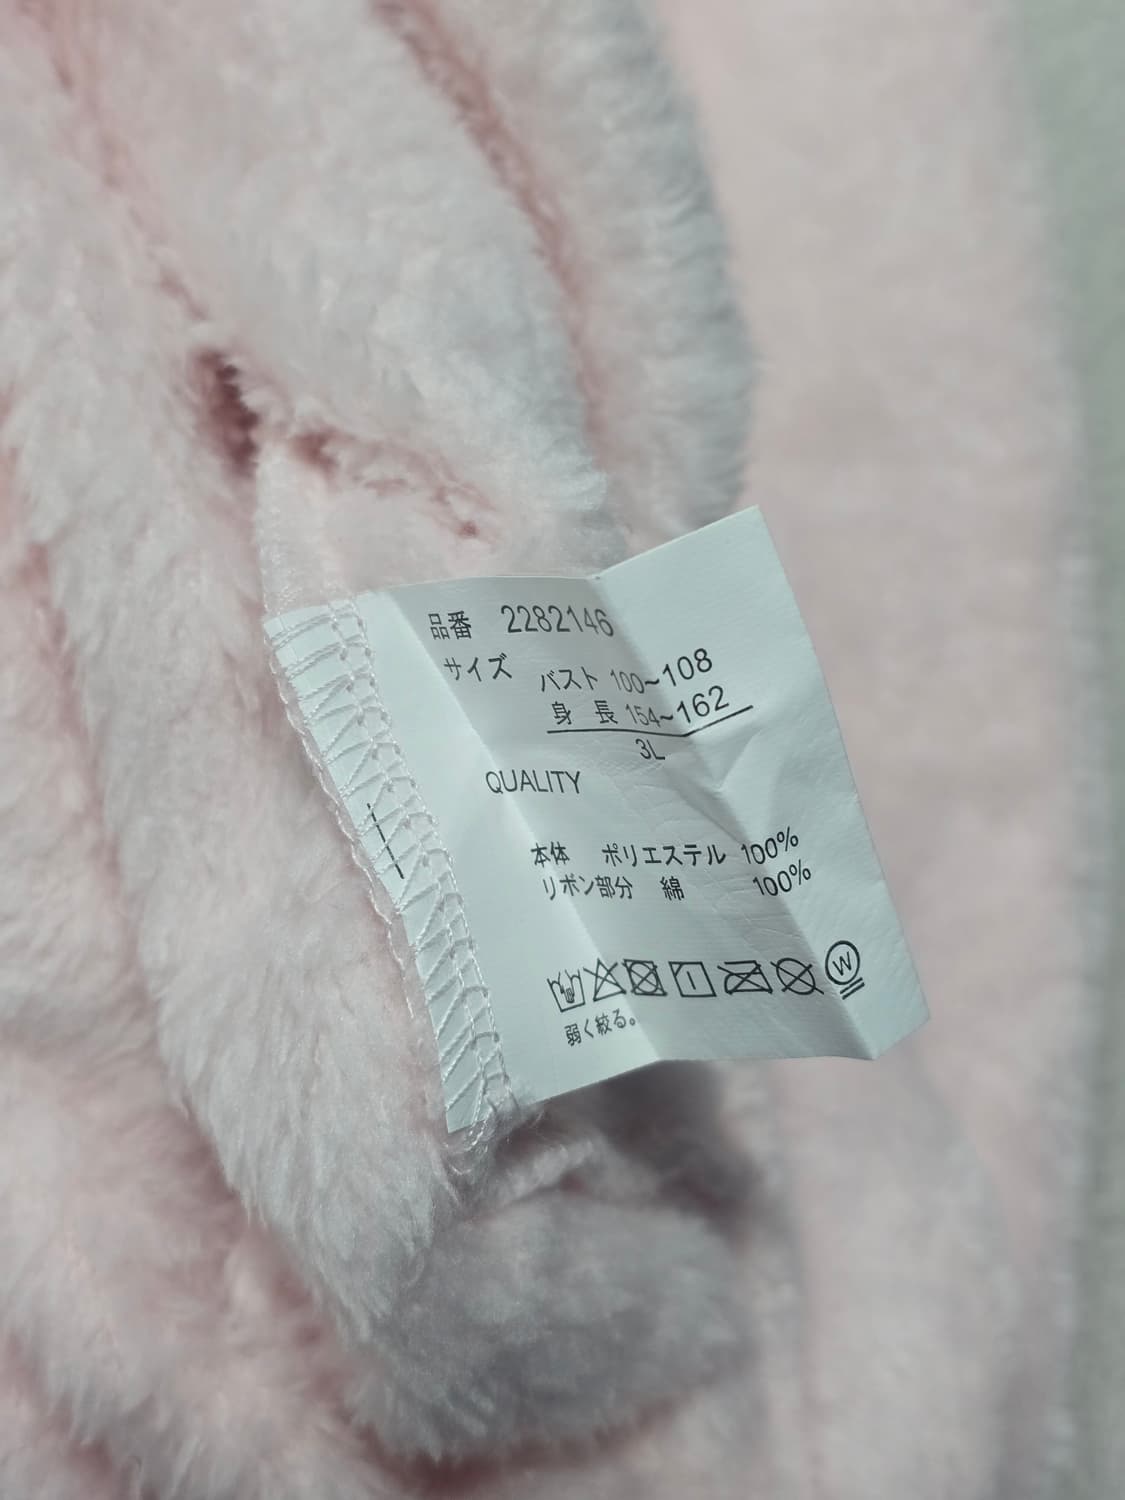 品番 2282146
サイズ バスト 100~108
身 長 154~162
3L
QUALITY
本体 ポリエステル 100%
リボン部分 綿 100%
W
弱く絞る。